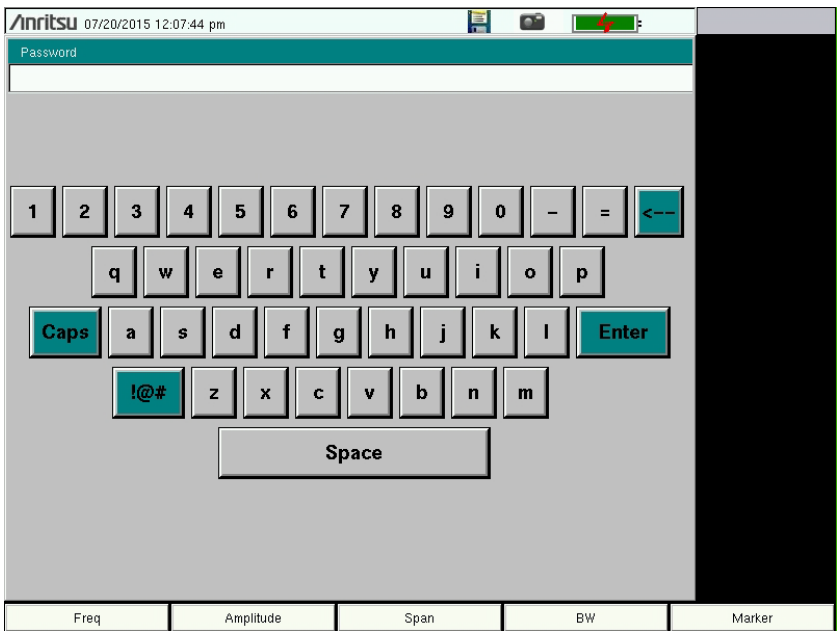 Anritsu 07/20/2015 12:07:44 pm
Password
1 2 3 4 5 6 7 8 9 0 - = <--
q w e r t y u i o p
Caps a s d f g h j k l Enter
!@# z x c v b n m
Space
Freq Amplitude Span BW Marker